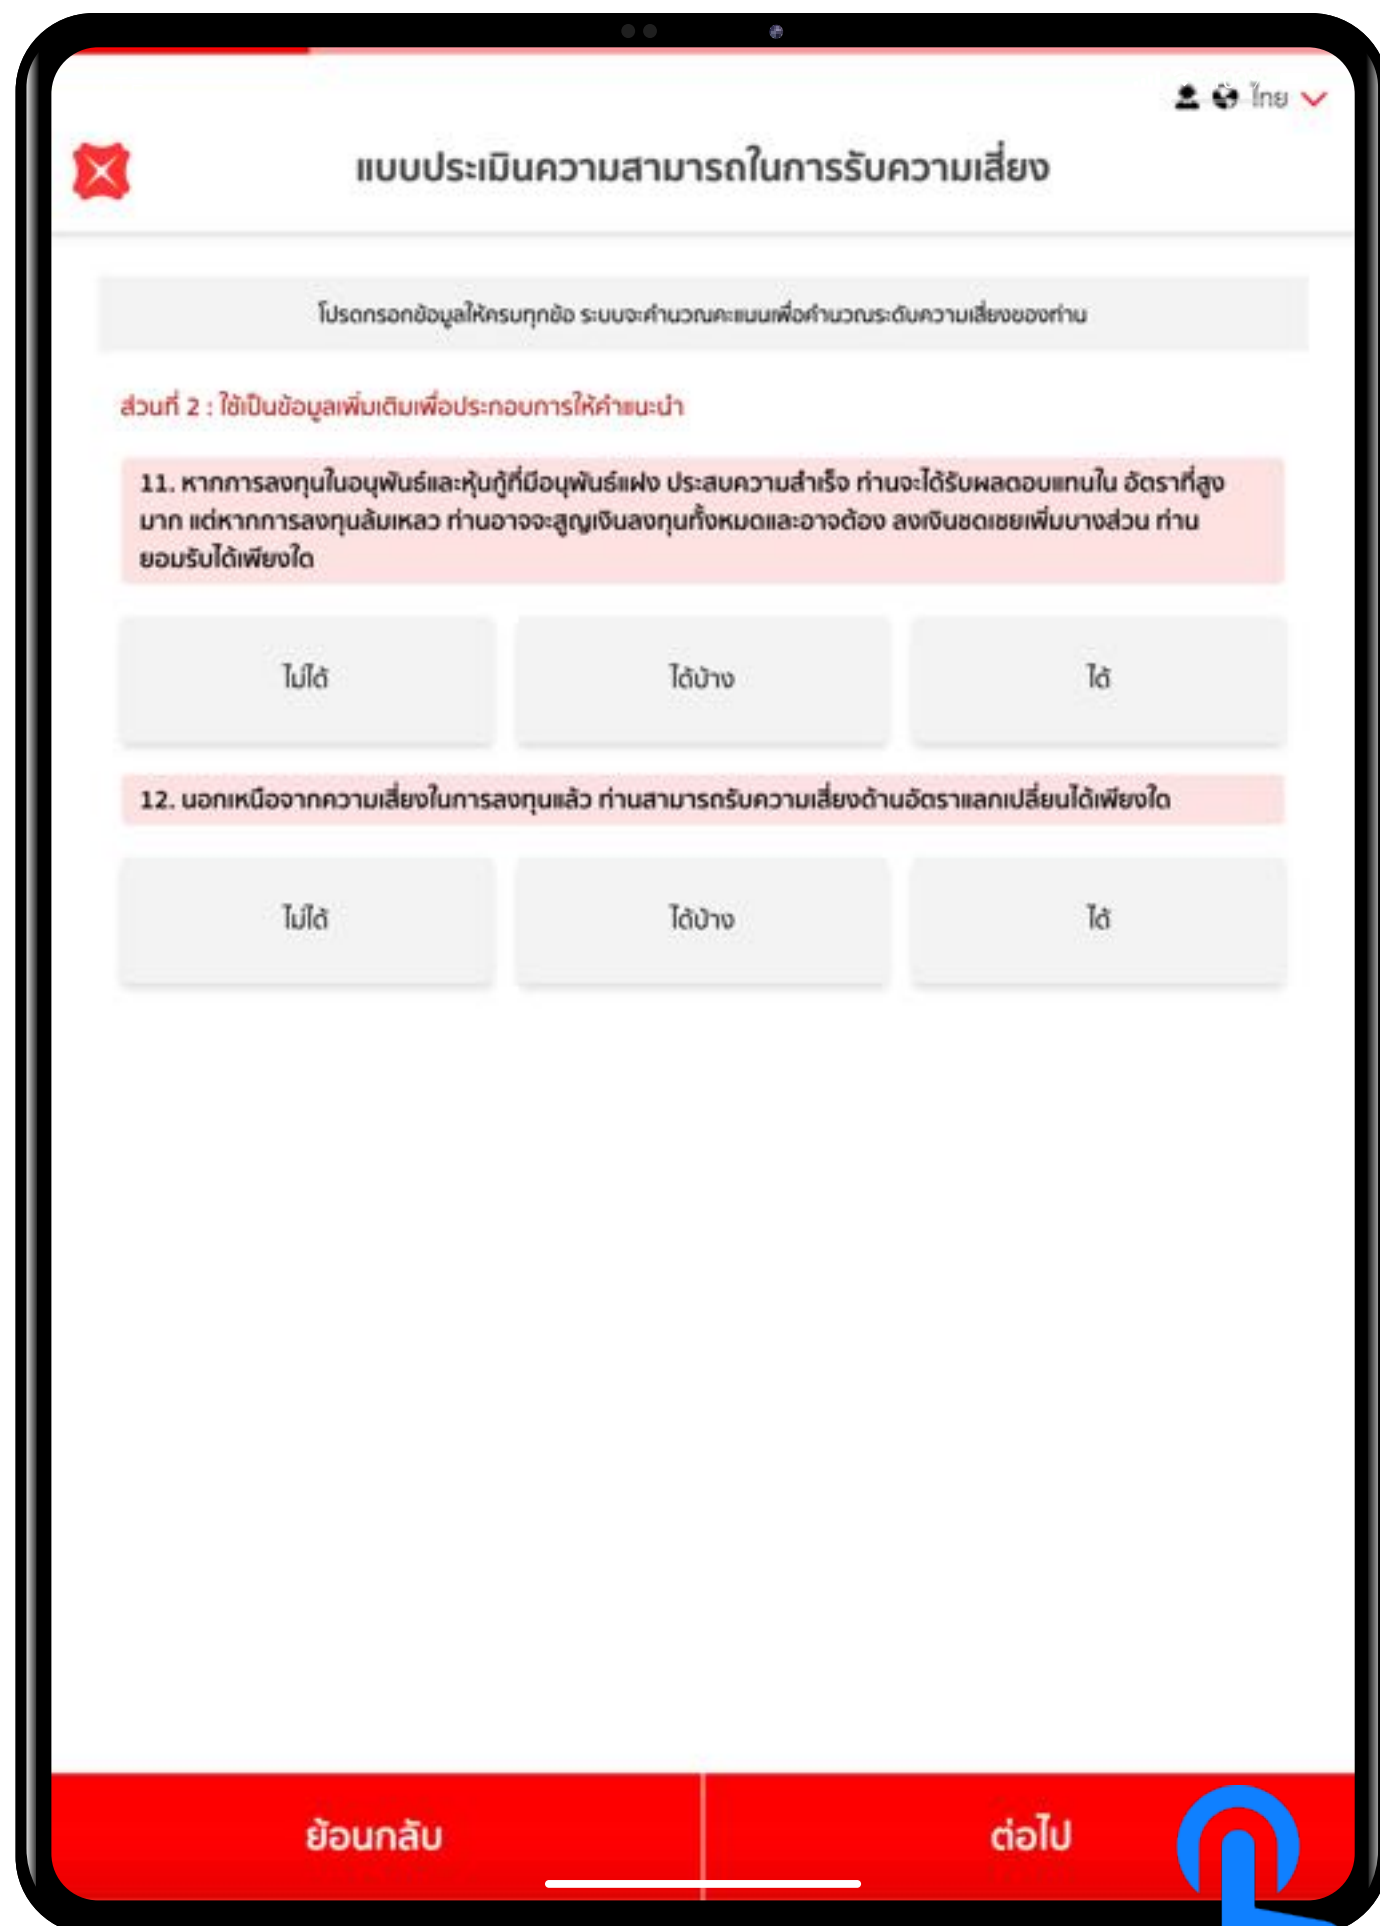 ไทย
แบบประเมินความสามารถในการรับความเสี่ยง
โปรดกรอกข้อมูลให้ครบทุกข้อ ระบบจะคำนวณคะแนนเพื่อคำนวณระดับความเสี่ยงของท่าน
ส่วนที่ 2 : ใช้เป็นข้อมูลเพิ่มเติมเพื่อประกอบการให้คำแนะนำ
11. หากการลงทุนในอนุพันธ์และหุ้นกู้ที่มีอนุพันธ์แฝง ประสบความสำเร็จ ท่านจะได้รับผลตอบแทนใน อัตราที่สูง
มาก แต่หากการลงทุนล้มเหลว ท่านอาจจะสูญเงินลงทุนทั้งหมดและอาจต้อง ลงเงินชดเชยเพิ่มบางส่วน ท่าน
ยอมรับได้เพียงใด
ไม่ได้ ได้บ้าง ได้
12. นอกเหนือจากความเสี่ยงในการลงทุนแล้ว ท่านสามารถรับความเสี่ยงด้านอัตราแลกเปลี่ยนได้เพียงใด
ไม่ได้ ได้บ้าง ได้
ย้อนกลับ ต่อไป